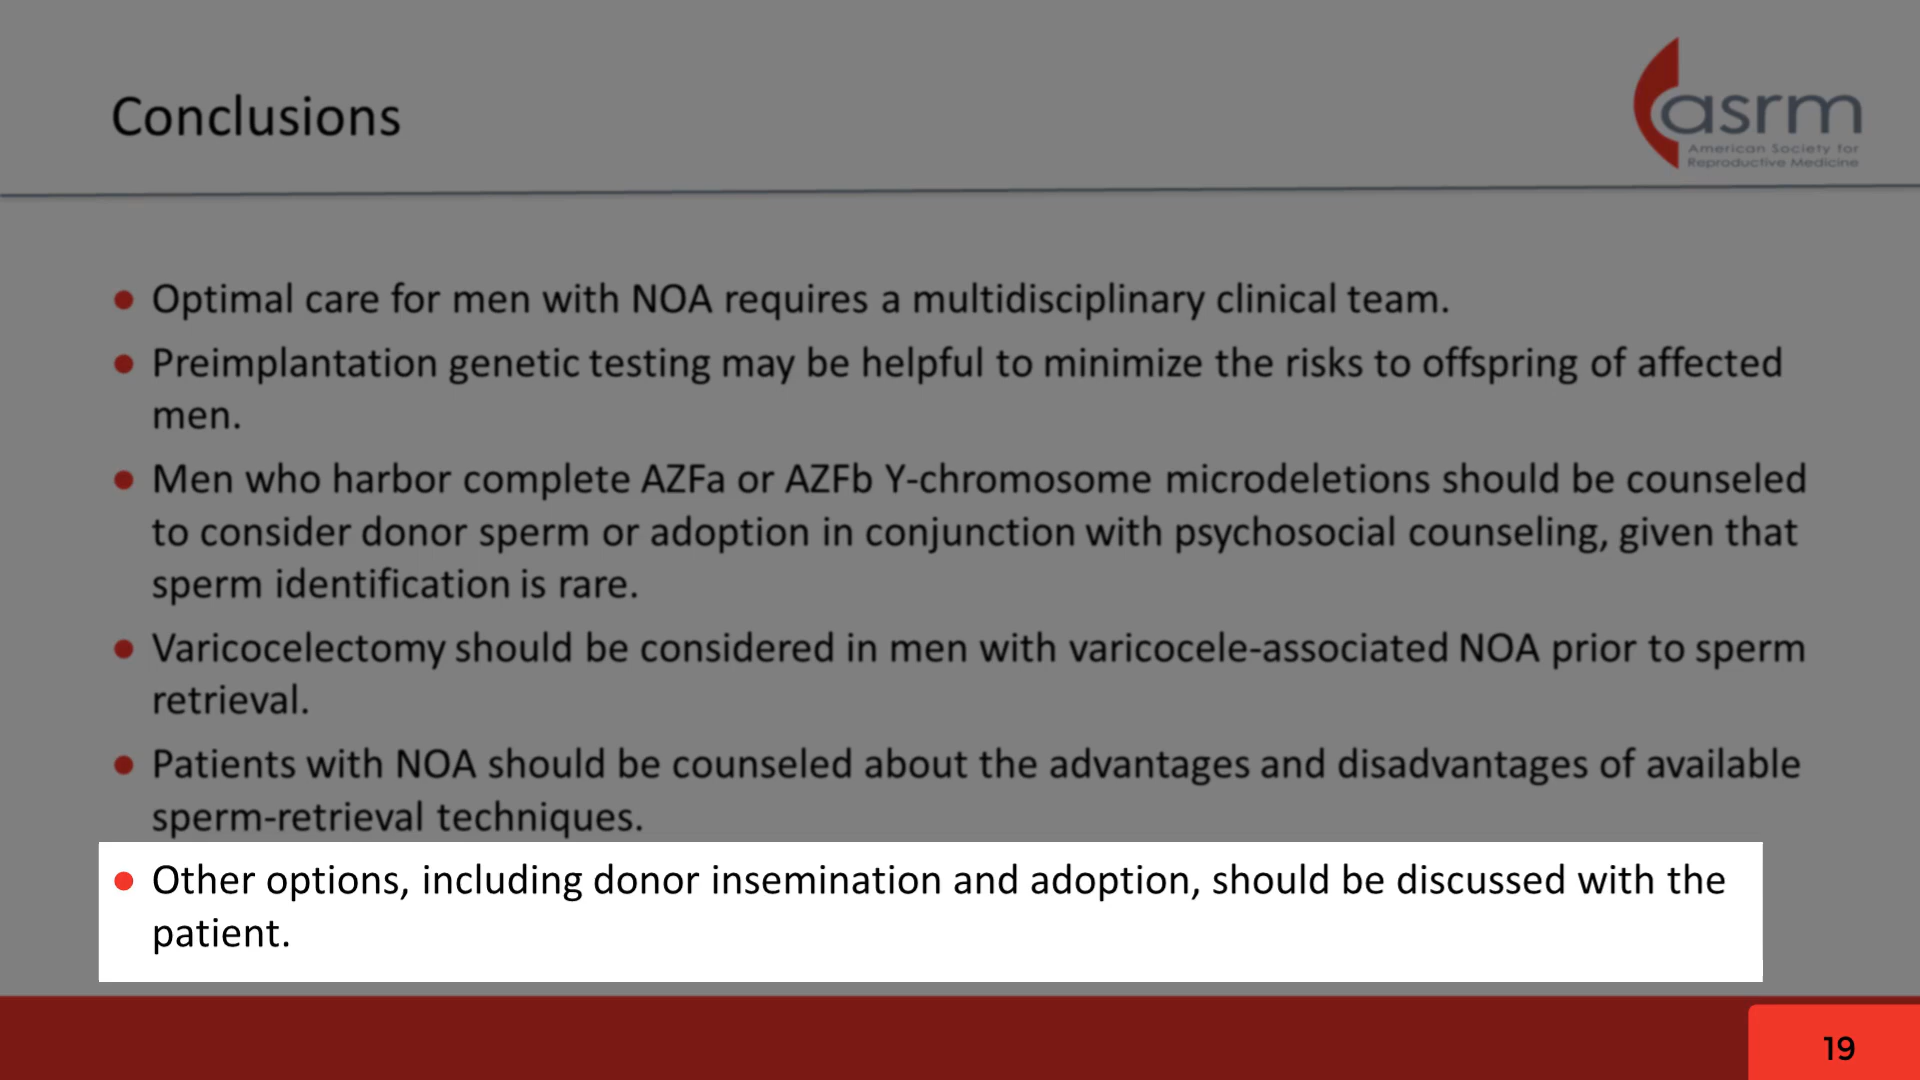 Conclusions
asrm
American Society for
Reproductive Medicine
● Optimal care for men with NOA requires a multidisciplinary clinical team.
● Preimplantation genetic testing may be helpful to minimize the risks to offspring of affected
men.
● Men who harbor complete AZFa or AZFb Y-chromosome microdeletions should be counseled
to consider donor sperm or adoption in conjunction with psychosocial counseling, given that
sperm identification is rare.
● Varicocelectomy should be considered in men with varicocele-associated NOA prior to sperm
retrieval.
● Patients with NOA should be counseled about the advantages and disadvantages of available
sperm-retrieval techniques.
● Other options, including donor insemination and adoption, should be discussed with the
patient.
19